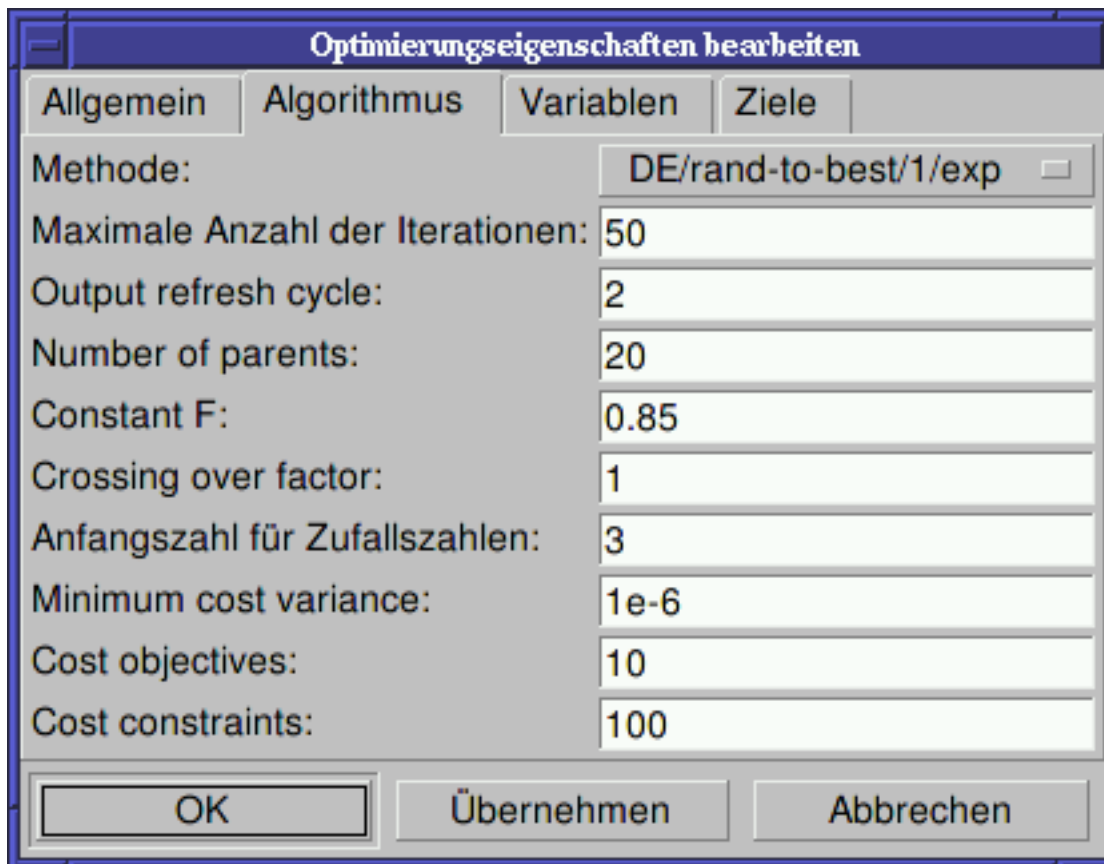 Optimierungseigenschaften bearbeiten
Allgemein Algorithmus Variablen Ziele
Methode: DE/rand-to-best/1/exp
Maximale Anzahl der Iterationen: 50
Output refresh cycle: 2
Number of parents: 20
Constant F: 0.85
Crossing over factor: 1
Anfangszahl für Zufallszahlen: 3
Minimum cost variance: 1e-6
Cost objectives: 10
Cost constraints: 100
OK Übernehmen Abbrechen